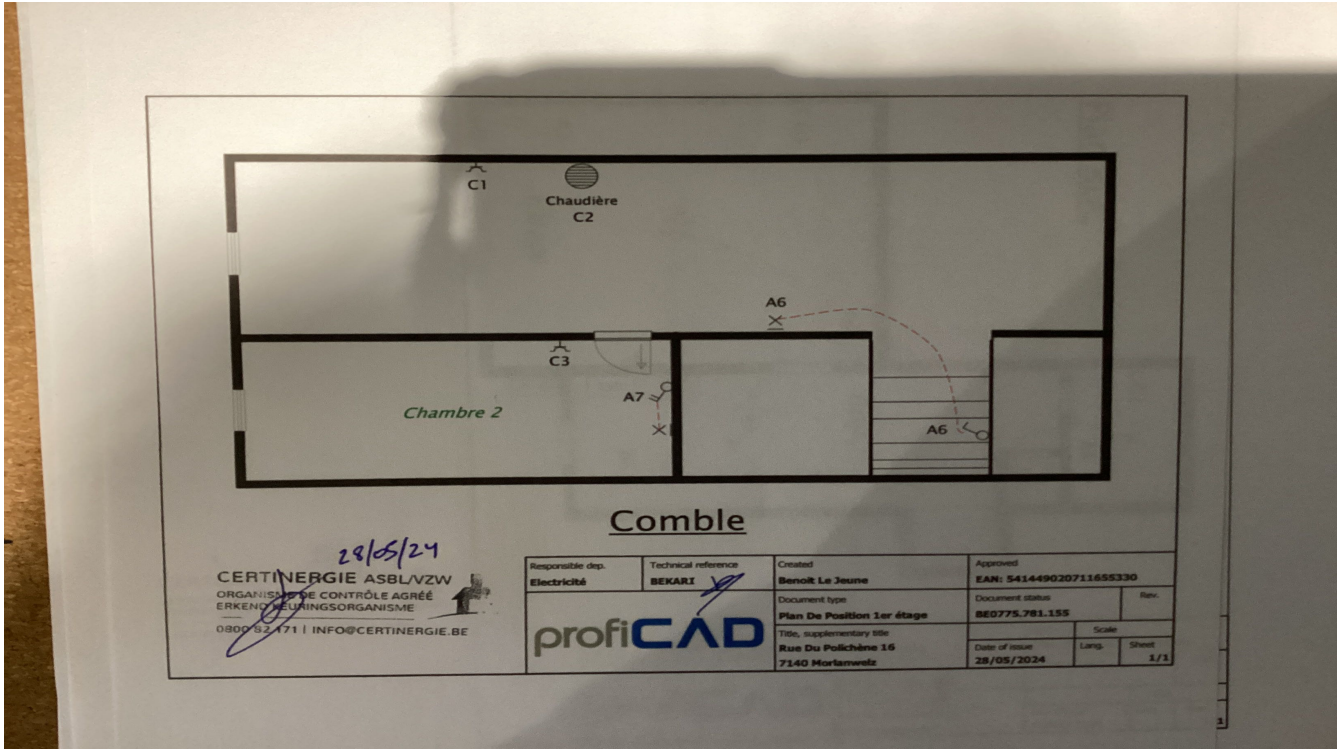 C1
Chaudière
C2
A6
C3
A7
Chambre 2
A6
Comble
28/05/24
CERTINERGIE ASBL/VZW
ORGANISME DE CONTRÔLE AGRÉÉ
ERKEND KEURINGSORGANISME
0800 82 171 | INFO@CERTINERGIE.BE
Responsible dep.
Electricité
Technical reference
BEKARI
Created
Benoit Le Jeune
Approved
EAN: 541449020711655330
profiCAD
Document type
Plan De Position 1er étage
Document status
BE0775.781.155
Rev.
Title, supplementary title
Rue Du Polichène 16
7140 Morlanwelz
Scale
Date of issue
28/05/2024
Lang.
Sheet
1/1
1